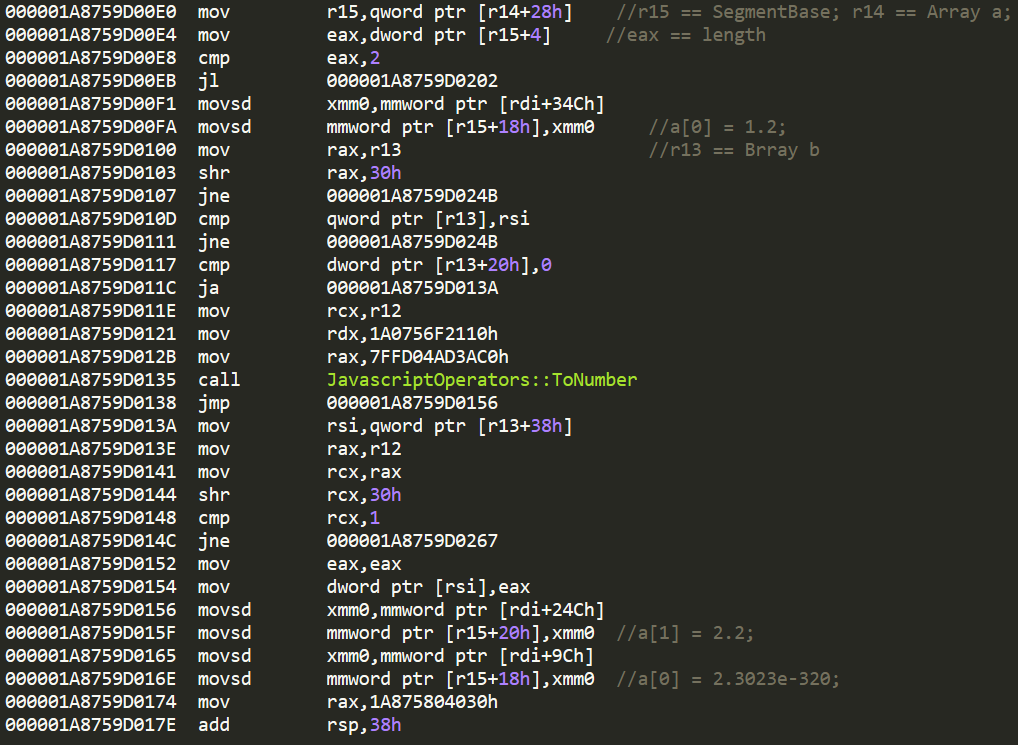 000001A8759D00E0 mov r15,qword ptr [r14+28h] //r15 == SegmentBase; r14 == Array a;
000001A8759D00E4 mov eax,dword ptr [r15+4] //eax == length
000001A8759D00E8 cmp eax,2
000001A8759D00EB jl 000001A8759D0202
000001A8759D00F1 movsd xmm0,mmword ptr [rdi+34Ch]
000001A8759D00FA movsd mmword ptr [r15+18h],xmm0 //a[0] = 1.2;
000001A8759D0100 mov rax,r13 //r13 == Brray b
000001A8759D0103 shr rax,30h
000001A8759D0107 jne 000001A8759D024B
000001A8759D010D cmp qword ptr [r13],rsi
000001A8759D0111 jne 000001A8759D024B
000001A8759D0117 cmp dword ptr [r13+20h],0
000001A8759D011C ja 000001A8759D013A
000001A8759D011E mov rcx,r12
000001A8759D0121 mov rdx,1A0756F2110h
000001A8759D012B mov rax,7FFD04AD3AC0h
000001A8759D0135 call JavascriptOperators::ToNumber
000001A8759D0138 jmp 000001A8759D0156
000001A8759D013A mov rsi,qword ptr [r13+38h]
000001A8759D013E mov rax,r12
000001A8759D0141 mov rcx,rax
000001A8759D0144 shr rcx,30h
000001A8759D0148 cmp rcx,1
000001A8759D014C jne 000001A8759D0267
000001A8759D0152 mov eax,eax
000001A8759D0154 mov dword ptr [rsi],eax
000001A8759D0156 movsd xmm0,mmword ptr [rdi+24Ch]
000001A8759D015F movsd mmword ptr [r15+20h],xmm0 //a[1] = 2.2;
000001A8759D0165 movsd xmm0,mmword ptr [rdi+9Ch]
000001A8759D016E movsd mmword ptr [r15+18h],xmm0 //a[0] = 2.3023e-320;
000001A8759D0174 mov rax,1A875804030h
000001A8759D017E add rsp,38h